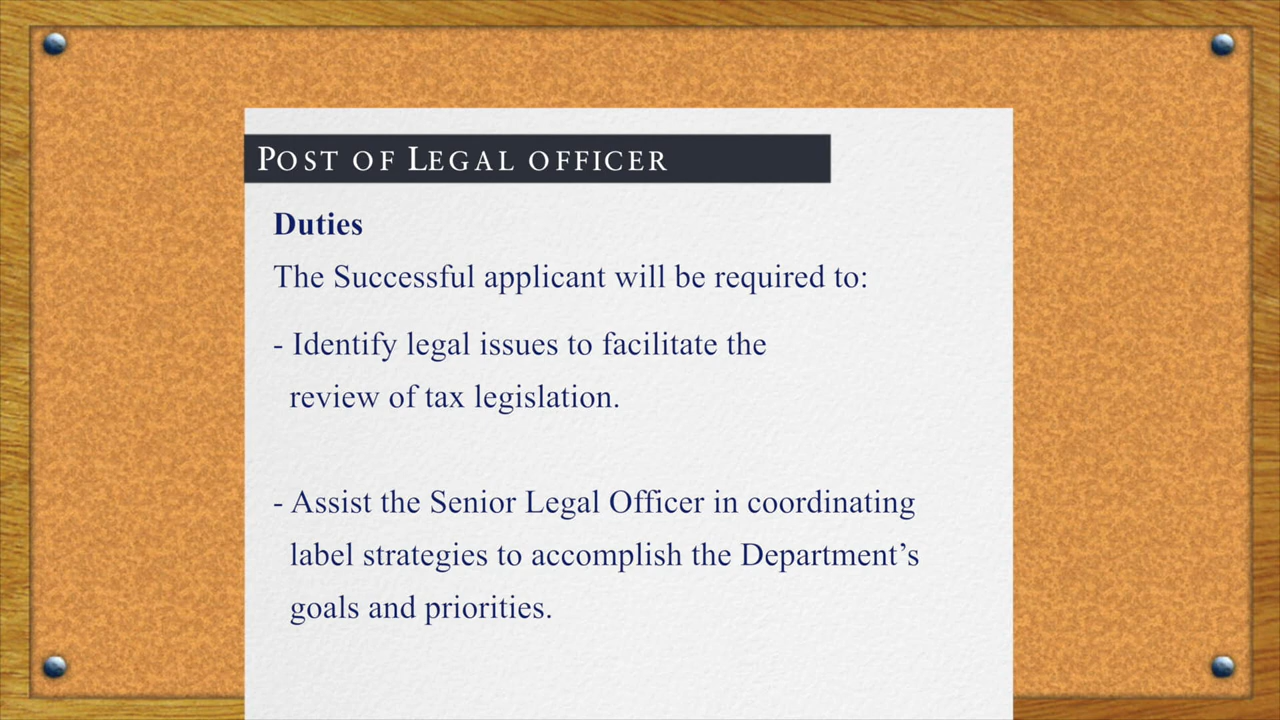 POST OF LEGAL OFFICER
Duties
The Successful applicant will be required to:
- Identify legal issues to facilitate the
review of tax legislation.
- Assist the Senior Legal Officer in coordinating
label strategies to accomplish the Department’s
goals and priorities.